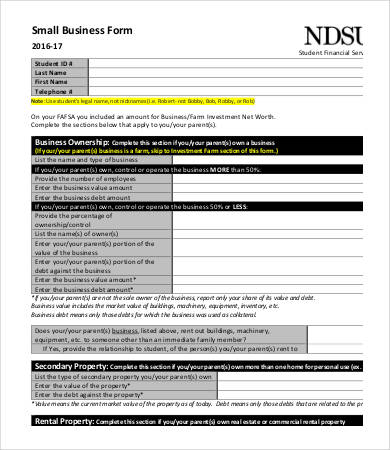 Small Business Form
NDSU
2016-17
Student Financial Serv
Student ID #
Last Name
First Name
Telephone #
Note: Use student's legal name, not nicknames (i.e. Robert- not Bobby, Bob, Robby, or Rob)
On your FAFSA you included an amount for Business/Farm Investment Net Worth.
Complete the sections below that apply to you/your parent(s).
Business Ownership: Complete this section if you/your parent(s) own a business
(If you/your parent(s) business is a farm, skip to Investment Farm section of this form.)
List the name and type of business
If you/your parent(s) own, control or operate the business MORE than 50%:
Provide the number of employees
Enter the business value amount
Enter the business debt amount
If you/your parent(s) own, control or operate the business 50% or LESS:
Provide the percentage of
ownership/control
List the name(s) of owner(s)
Enter your/your parent(s) portion of the
value of the business
Enter your/your parent(s) portion of the
debt against the business
Enter the business value amount*
Enter the business debt amount*
*If you/your parent(s) are not the sole owner of the business, report only your share of its value and debt.
Business value includes the market value of buildings, machinery, equipment, inventory, etc.
Business debt means only those debts for which the business was used as collateral.
Does your/your parent(s) business, listed above, rent out buildings, machinery,
equipment, etc. to someone other than an immediate family member?
If Yes, provide the relationship to student, of the person(s) you/your parent(s) rent to
Secondary Property: Complete this section if you/your parent(s) own more than one home for personal use (ex.
List the type of secondary property you/your parent(s) own
Enter the value of the property*
Enter the debt against the property*
*Value means the current market value of the property as of today. Debt means only those debts that are related to the pr
Rental Property: Complete this section if you/your parent(s) own real estate or commercial rental property